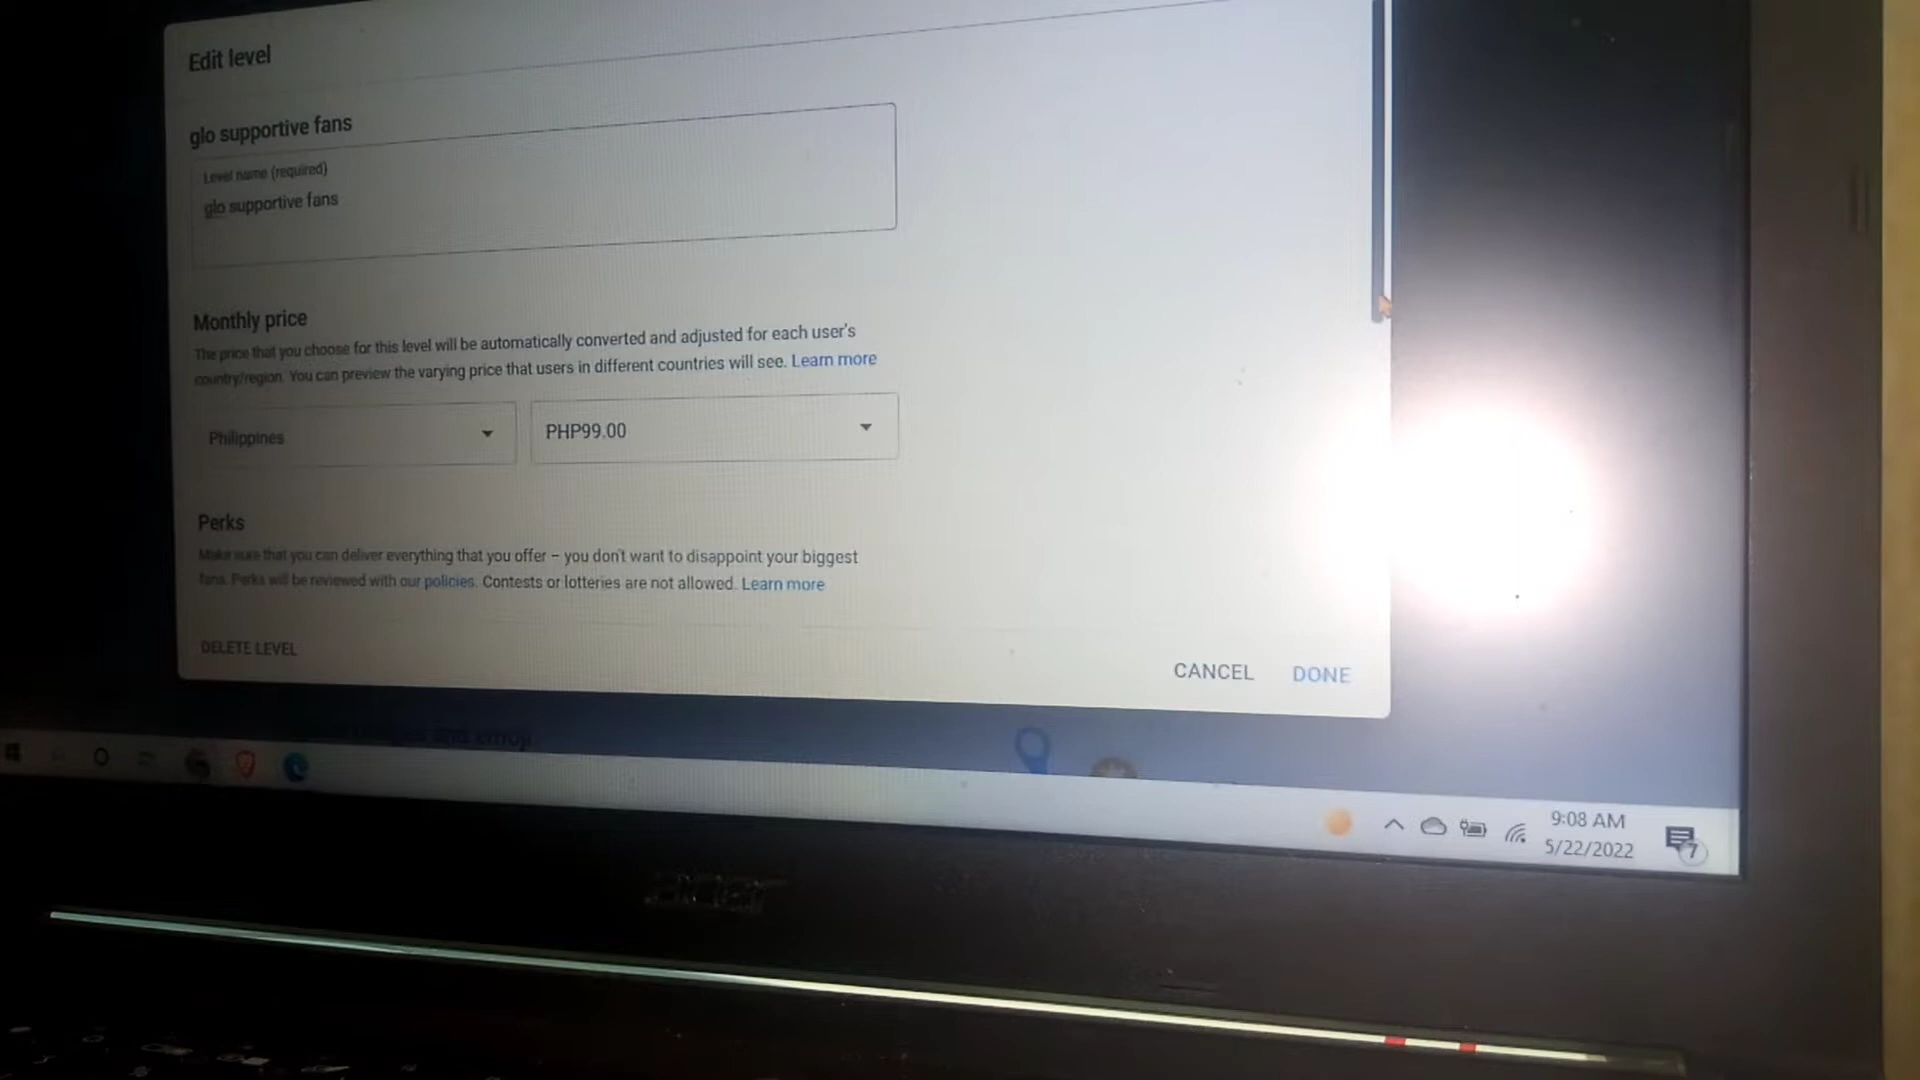 Edit level
glo supportive fans
Level name (required)
glo supportive fans
Monthly price
The price that you choose for this level will be automatically converted and adjusted for each user's
country/region. You can preview the varying price that users in different countries will see. Learn more
Philippines
PHP99.00
Perks
Make sure that you can deliver everything that you offer – you don't want to disappoint your biggest
fans. Perks will be reviewed with our policies. Contests or lotteries are not allowed. Learn more
DELETE LEVEL
CANCEL
DONE
and emoji
9:08 AM
5/22/2022
7
acer